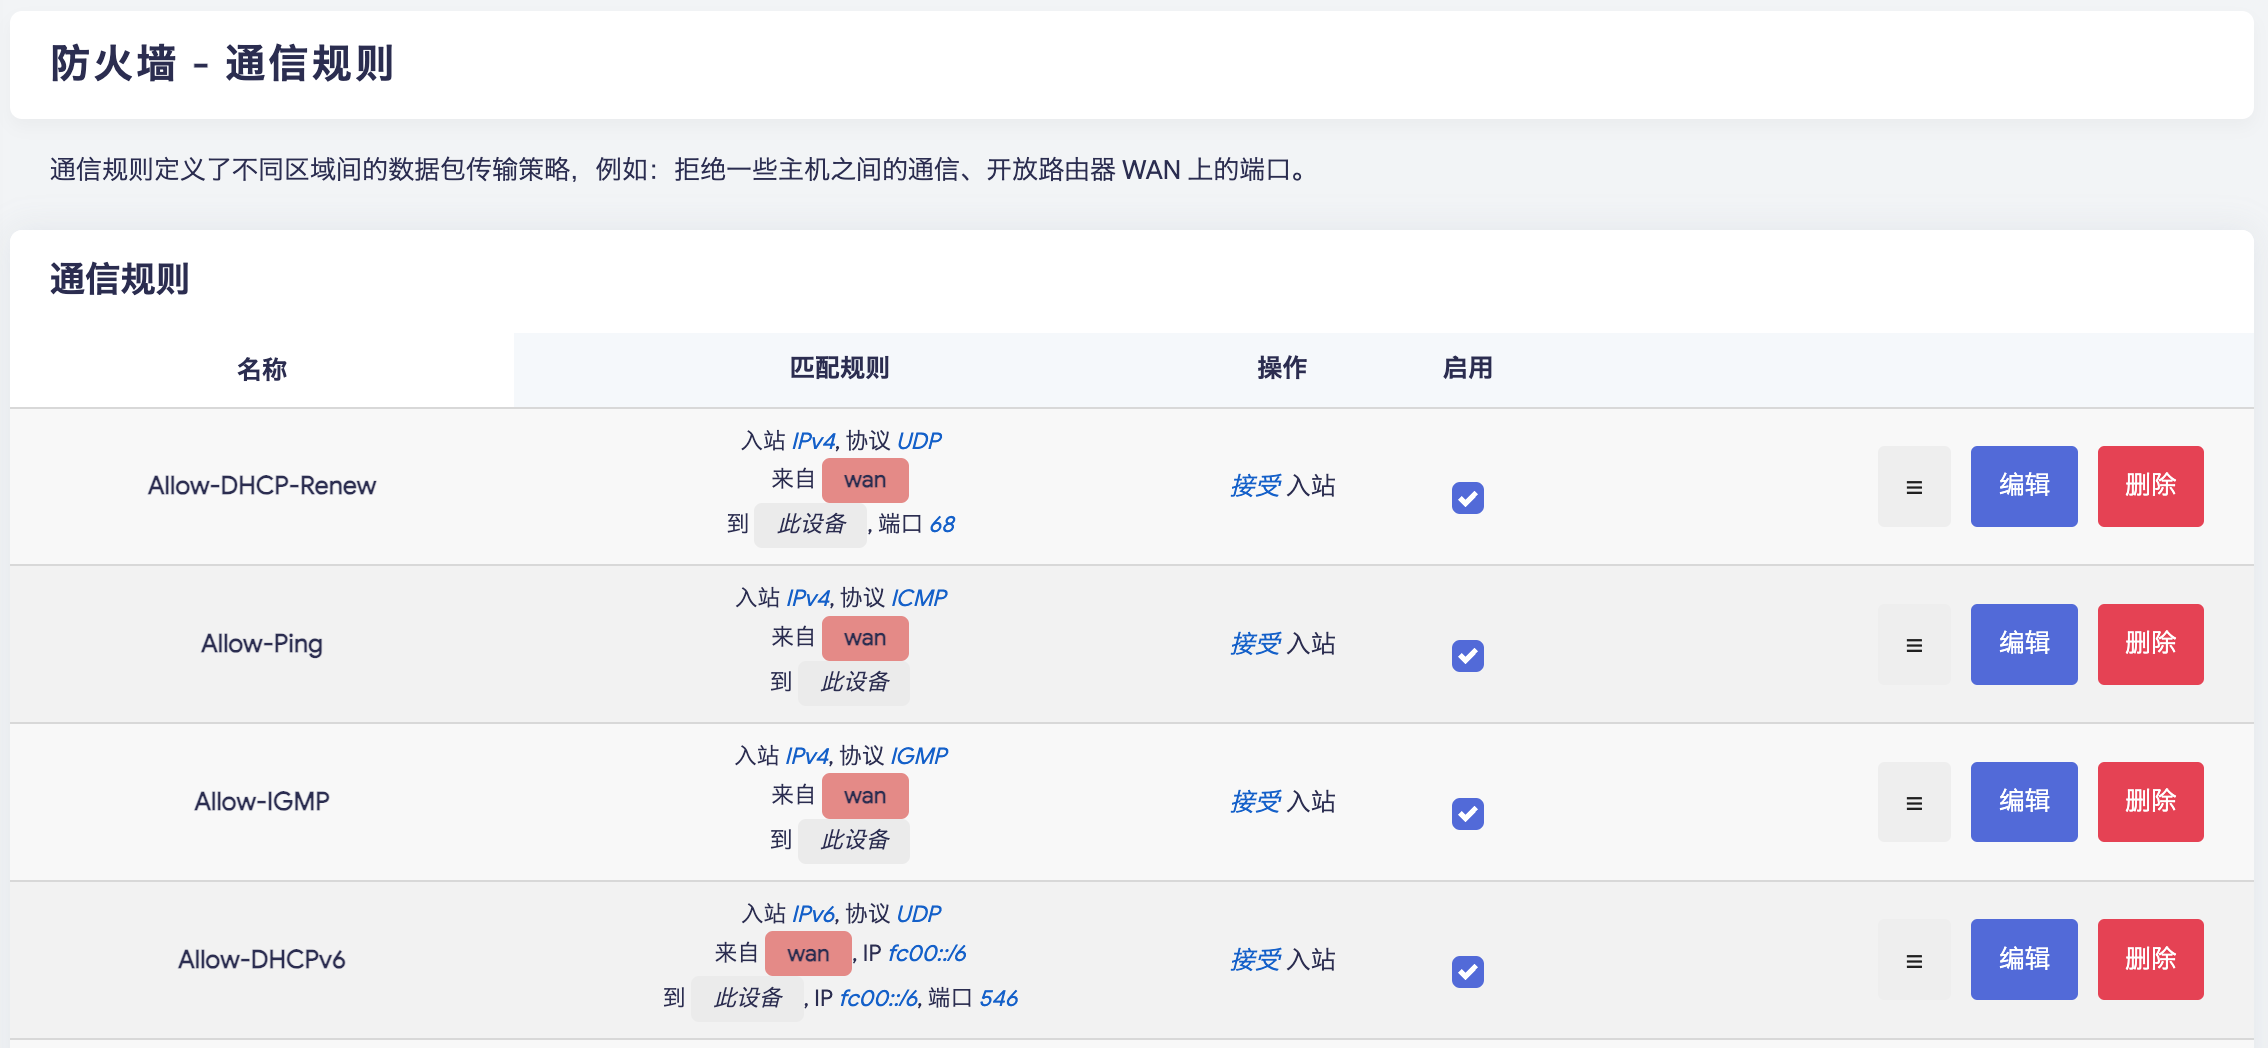 防火墙 - 通信规则
通信规则定义了不同区域间的数据包传输策略，例如：拒绝一些主机之间的通信、开放路由器 WAN 上的端口。
通信规则
名称 匹配规则 操作 启用
入站 IPv4, 协议 UDP
来自 wan
到 此设备 , 端口 68
Allow-DHCP-Renew 接受 入站 ≡ 编辑 删除
入站 IPv4, 协议 ICMP
来自 wan
到 此设备
Allow-Ping 接受 入站 ≡ 编辑 删除
入站 IPv4, 协议 IGMP
来自 wan
到 此设备
Allow-IGMP 接受 入站 ≡ 编辑 删除
入站 IPv6, 协议 UDP
来自 wan , IP fc00::/6
到 此设备 , IP fc00::/6, 端口 546
Allow-DHCPv6 接受 入站 ≡ 编辑 删除